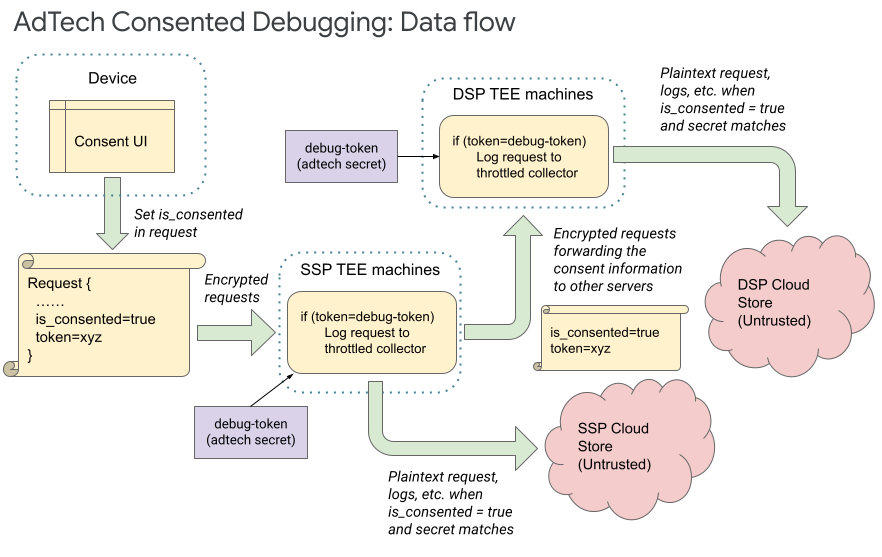 AdTech Consented Debugging: Data flow
Device
Consent UI
Set is_consented
in request
Request {
……
is_consented=true
token=xyz
}
Encrypted
requests
SSP TEE machines
if (token=debug-token)
Log request to
throttled collector
debug-token
(adtech secret)
Plaintext request,
logs, etc. when
is_consented = true
and secret matches
SSP Cloud
Store
(Untrusted)
Encrypted requests
forwarding the
consent information
to other servers
is_consented=true
token=xyz
debug-token
(adtech secret)
DSP TEE machines
if (token=debug-token)
Log request to
throttled collector
Plaintext request,
logs, etc. when
is_consented = true
and secret matches
DSP Cloud
Store
(Untrusted)